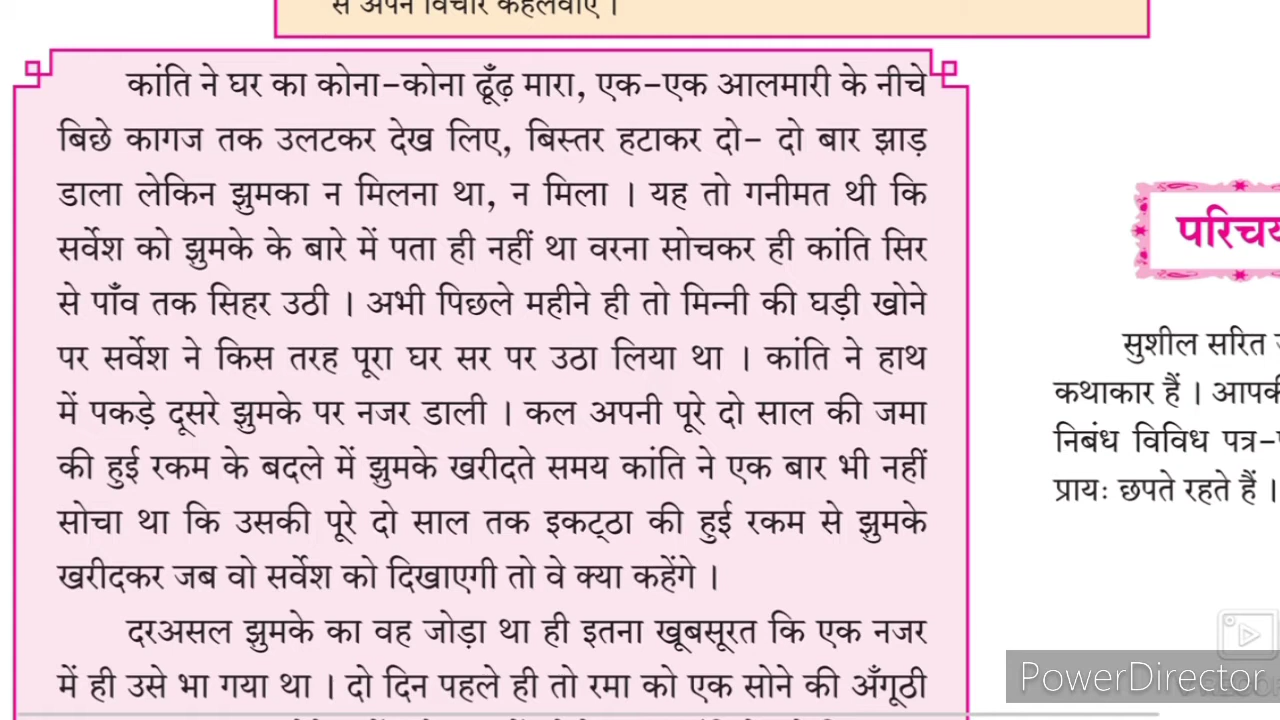 से अपने विचार कहलवाएँ ।
कांति ने घर का कोना-कोना ढूँढ़ मारा, एक-एक आलमारी के नीचे
बिछे कागज तक उलटकर देख लिए, बिस्तर हटाकर दो- दो बार झाड़
डाला लेकिन झुमका न मिलना था, न मिला । यह तो गनीमत थी कि
सर्वेश को झुमके के बारे में पता ही नहीं था वरना सोचकर ही कांति सिर
से पाँव तक सिहर उठी । अभी पिछले महीने ही तो मिन्नी की घड़ी खोने
पर सर्वेश ने किस तरह पूरा घर सर पर उठा लिया था । कांति ने हाथ
में पकड़े दूसरे झुमके पर नजर डाली । कल अपनी पूरे दो साल की जमा
की हुई रकम के बदले में झुमके खरीदते समय कांति ने एक बार भी नहीं
सोचा था कि उसकी पूरे दो साल तक इकट्ठा की हुई रकम से झुमके
खरीदकर जब वो सर्वेश को दिखाएगी तो वे क्या कहेंगे ।
दरअसल झुमके का वह जोड़ा था ही इतना खूबसूरत कि एक नजर
में ही उसे भा गया था । दो दिन पहले ही तो रमा को एक सोने की अँगूठी
परिचय
सुशील सरित
कथाकार हैं । आपकी
निबंध विविध पत्र-
प्रायः छपते रहते हैं ।
PowerDirector